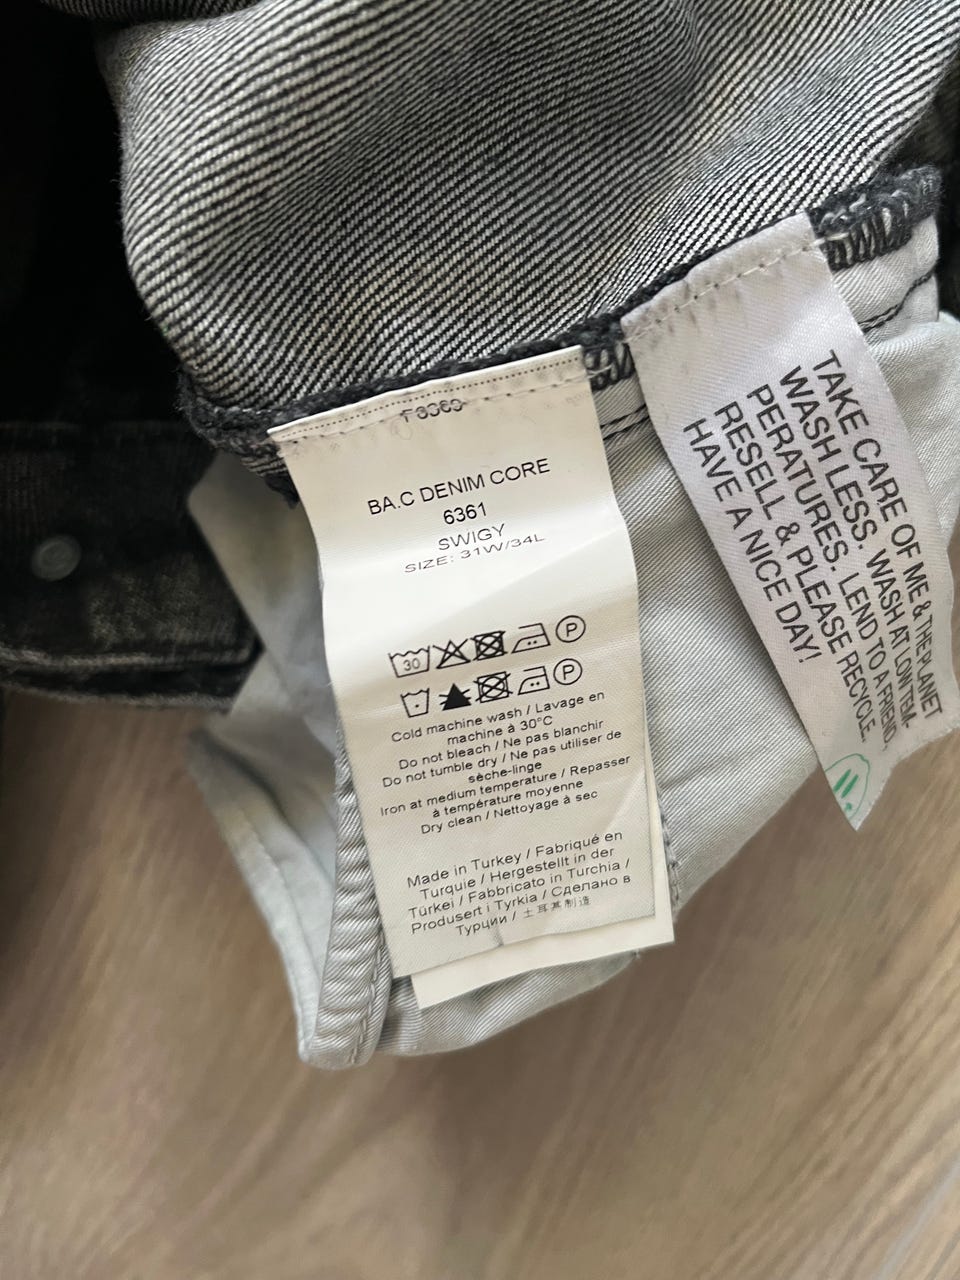 BA.C DENIM CORE
6361
SWIGY
SIZE: 31W/34L
30
P
P
Cold machine wash / Lavage en
machine à 30°C
Do not bleach / Ne pas blanchir
Do not tumble dry / Ne pas utiliser de
sèche-linge
Iron at medium temperature / Repasser
à température moyenne
Dry clean / Nettoyage à sec
Made in Turkey / Fabriqué en
Turquie / Hergestellt in der
Türkei / Fabbricato in Turchia /
Produsert i Tyrkia / Сделано в
Турции / 土耳其制造
TAKE CARE OF ME & THE PLANET
WASH LESS. WASH AT LOW TEM-
PERATURES. LEND TO A FRIEND,
RESELL & PLEASE RECYCLE.
HAVE A NICE DAY!